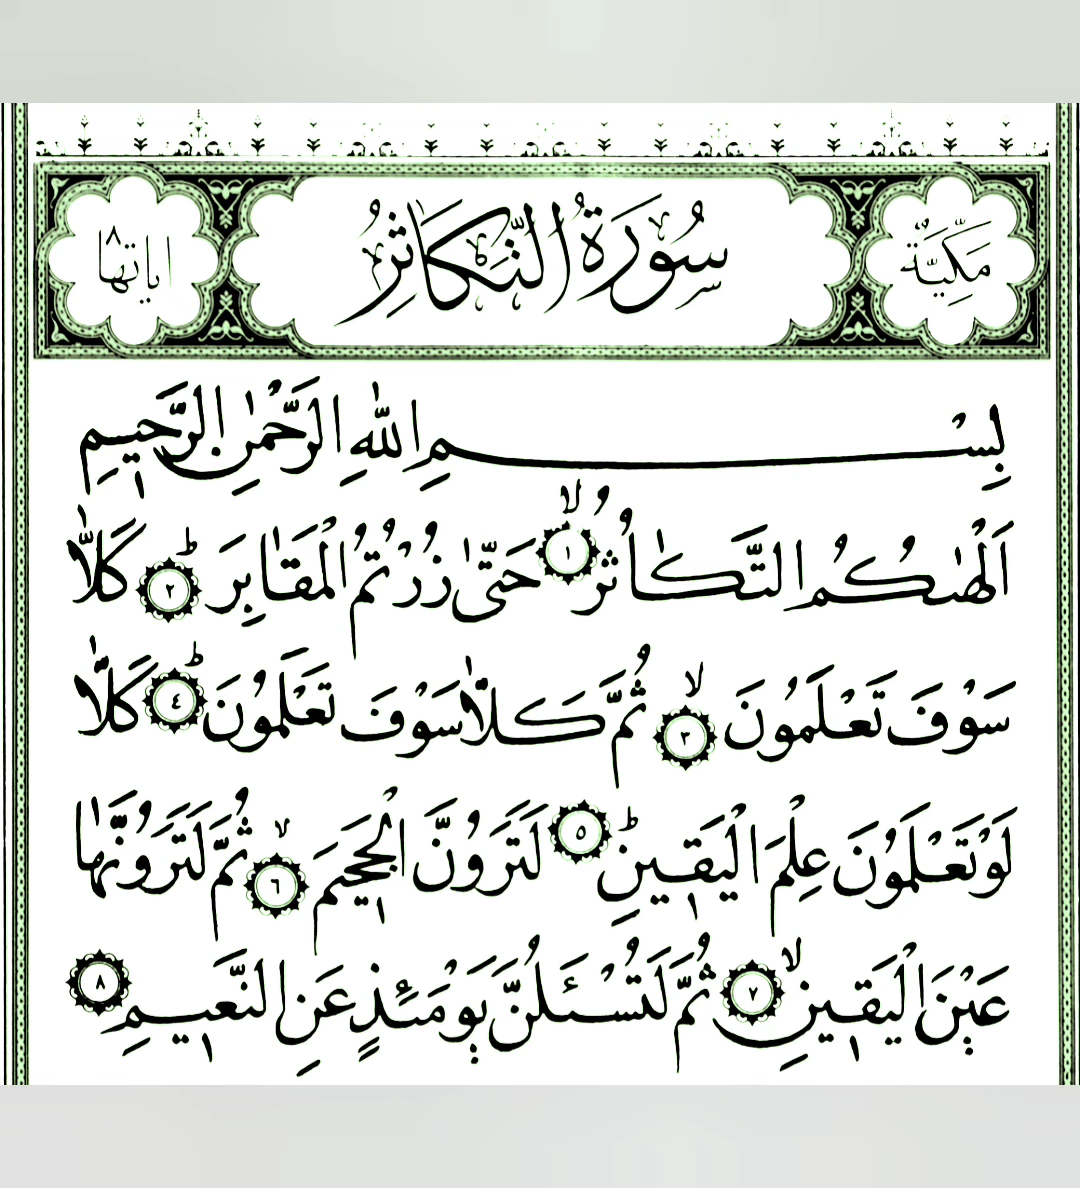 مَكِّيَّةٌ سُوْرَةُ التَّكَاثُرِ اٰيَاتُهَا ٨
بِسْمِ اللّٰهِ الرَّحْمٰنِ الرَّحِيْمِ
اَلْهٰىكُمُ التَّكَاثُرُ ۙ ١ حَتّٰى زُرْتُمُ الْمَقَابِرَ ؕ ٢ كَلَّا
سَوْفَ تَعْلَمُوْنَ ۙ ٣ ثُمَّ كَلَّا سَوْفَ تَعْلَمُوْنَ ؕ ٤ كَلَّا
لَوْ تَعْلَمُوْنَ عِلْمَ الْيَقِيْنِ ؕ ٥ لَتَرَوُنَّ الْجَحِيْمَ ۙ ٦ ثُمَّ لَتَرَوُنَّهَا
عَيْنَ الْيَقِيْنِ ۙ ٧ ثُمَّ لَتُسْـَٔلُنَّ يَوْمَئِذٍ عَنِ النَّعِيْمِ ٨